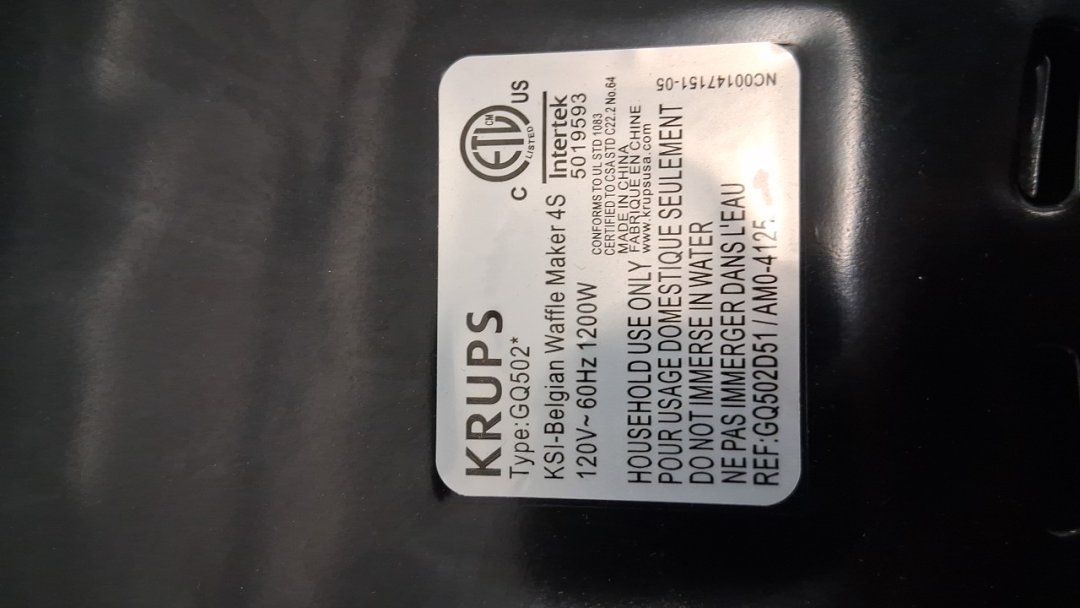 KRUPS
Type:GQ502*
KSI-Belgian Waffle Maker 4S
120V~ 60Hz 1200W
C ETL CM LISTED US
Intertek
5019593
CONFORMS TO UL STD 1083
CERTIFIED TO CSA STD C22.2 No.64
MADE IN CHINA
FABRIQUE EN CHINE
www.krupsusa.com
HOUSEHOLD USE ONLY
POUR USAGE DOMESTIQUE SEULEMENT
DO NOT IMMERSE IN WATER
NE PAS IMMERGER DANS L'EAU
REF:GQ502D51 / AM0-4125
NC00147151-05